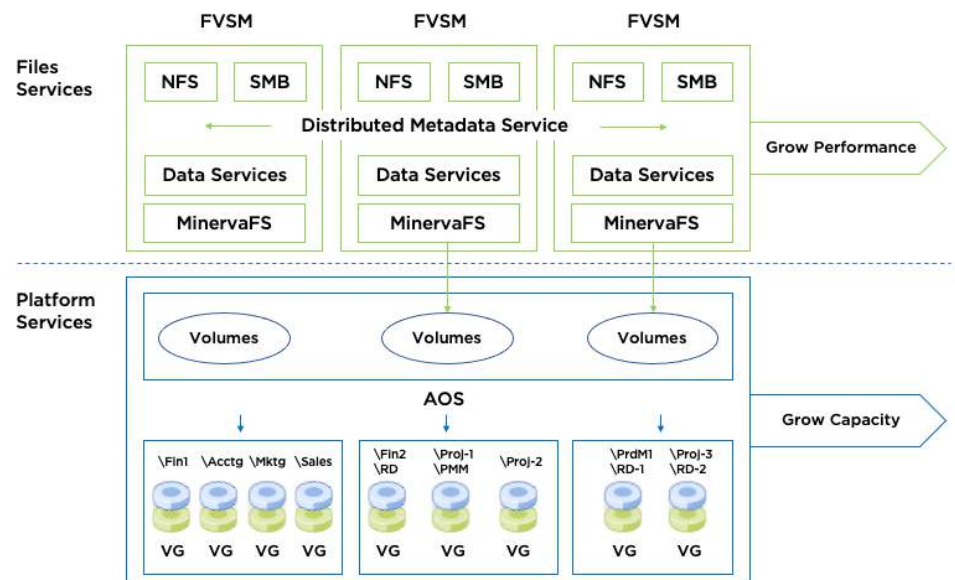 FVSM FVSM FVSM
Files
Services
NFS SMB NFS SMB NFS SMB
Distributed Metadata Service
Grow Performance
Data Services Data Services Data Services
MinervaFS MinervaFS MinervaFS
Platform
Services
Volumes Volumes Volumes
AOS
Grow Capacity
\Fin1 \Acctg \Mktg \Sales
\Fin2
\RD
\Proj-1
\PMM
\Proj-2
\PrdM1
\RD-1
\Proj-3
\RD-2
VG VG VG VG VG VG VG VG VG